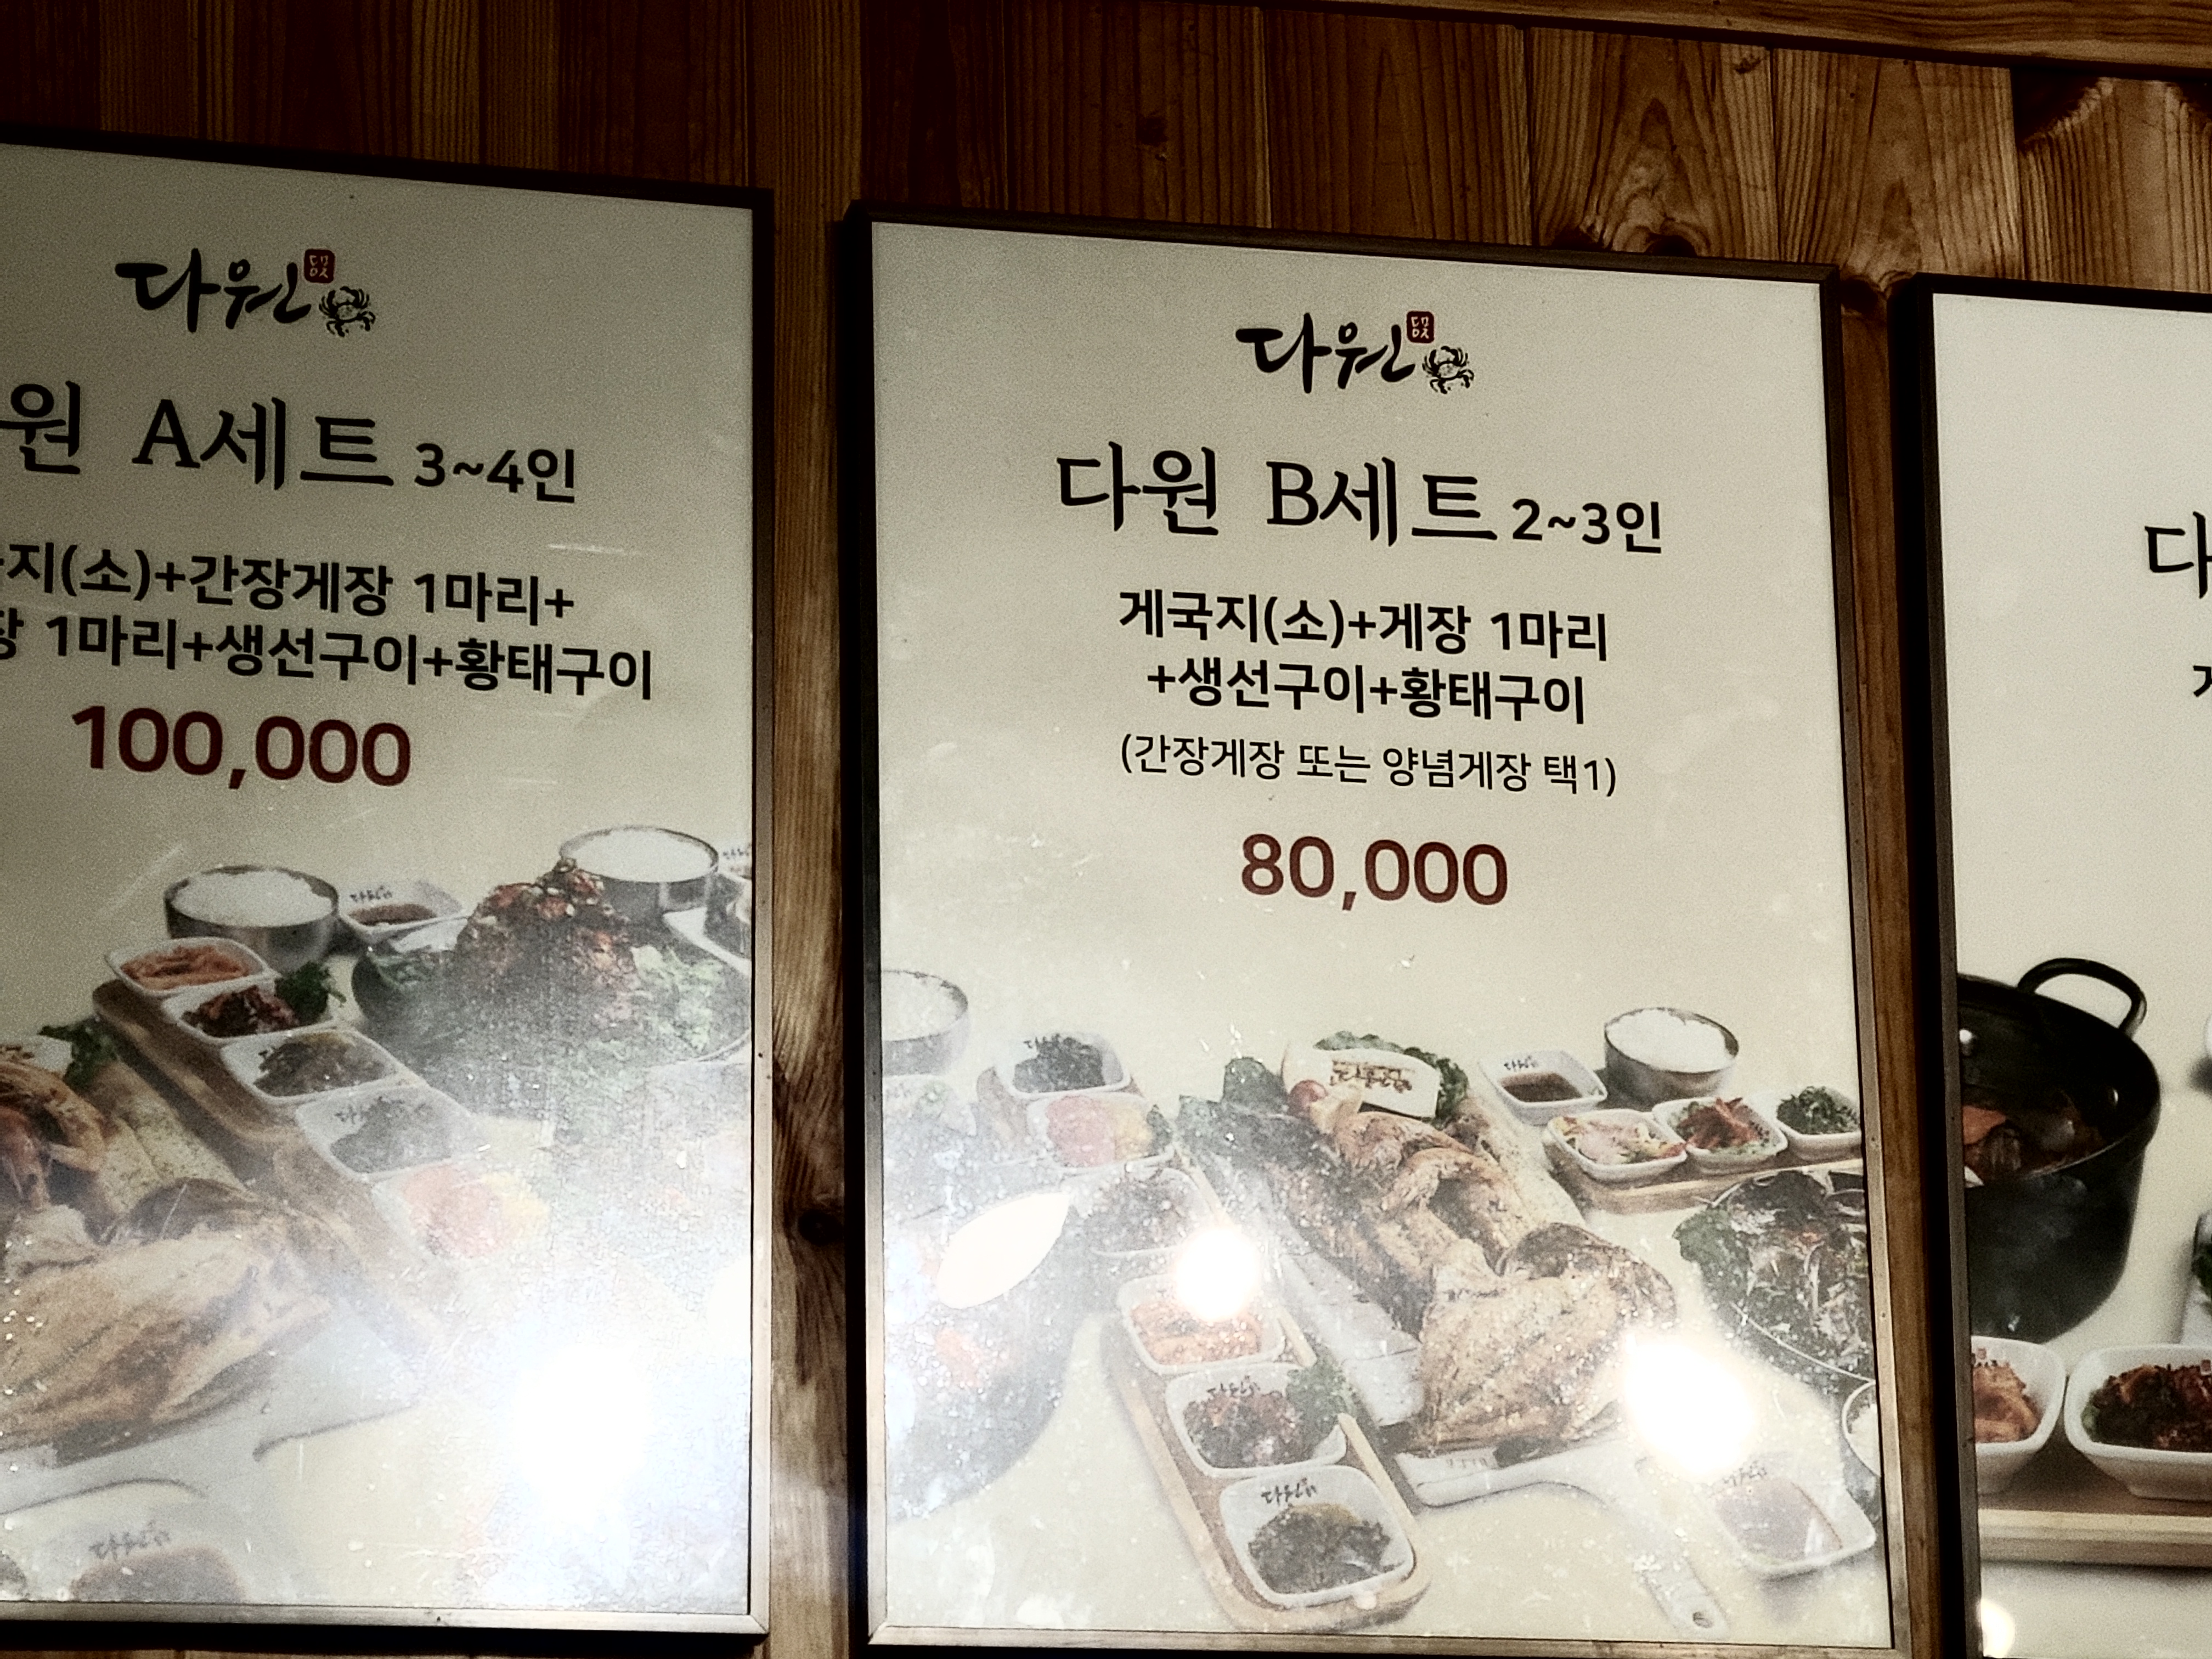 다원
원 A세트 3~4인
지(소)+간장게장 1마리+
장 1마리+생선구이+황태구이
100,000
다원
다원 B세트 2~3인
게국지(소)+게장 1마리
+생선구이+황태구이
(간장게장 또는 양념게장 택1)
80,000
다